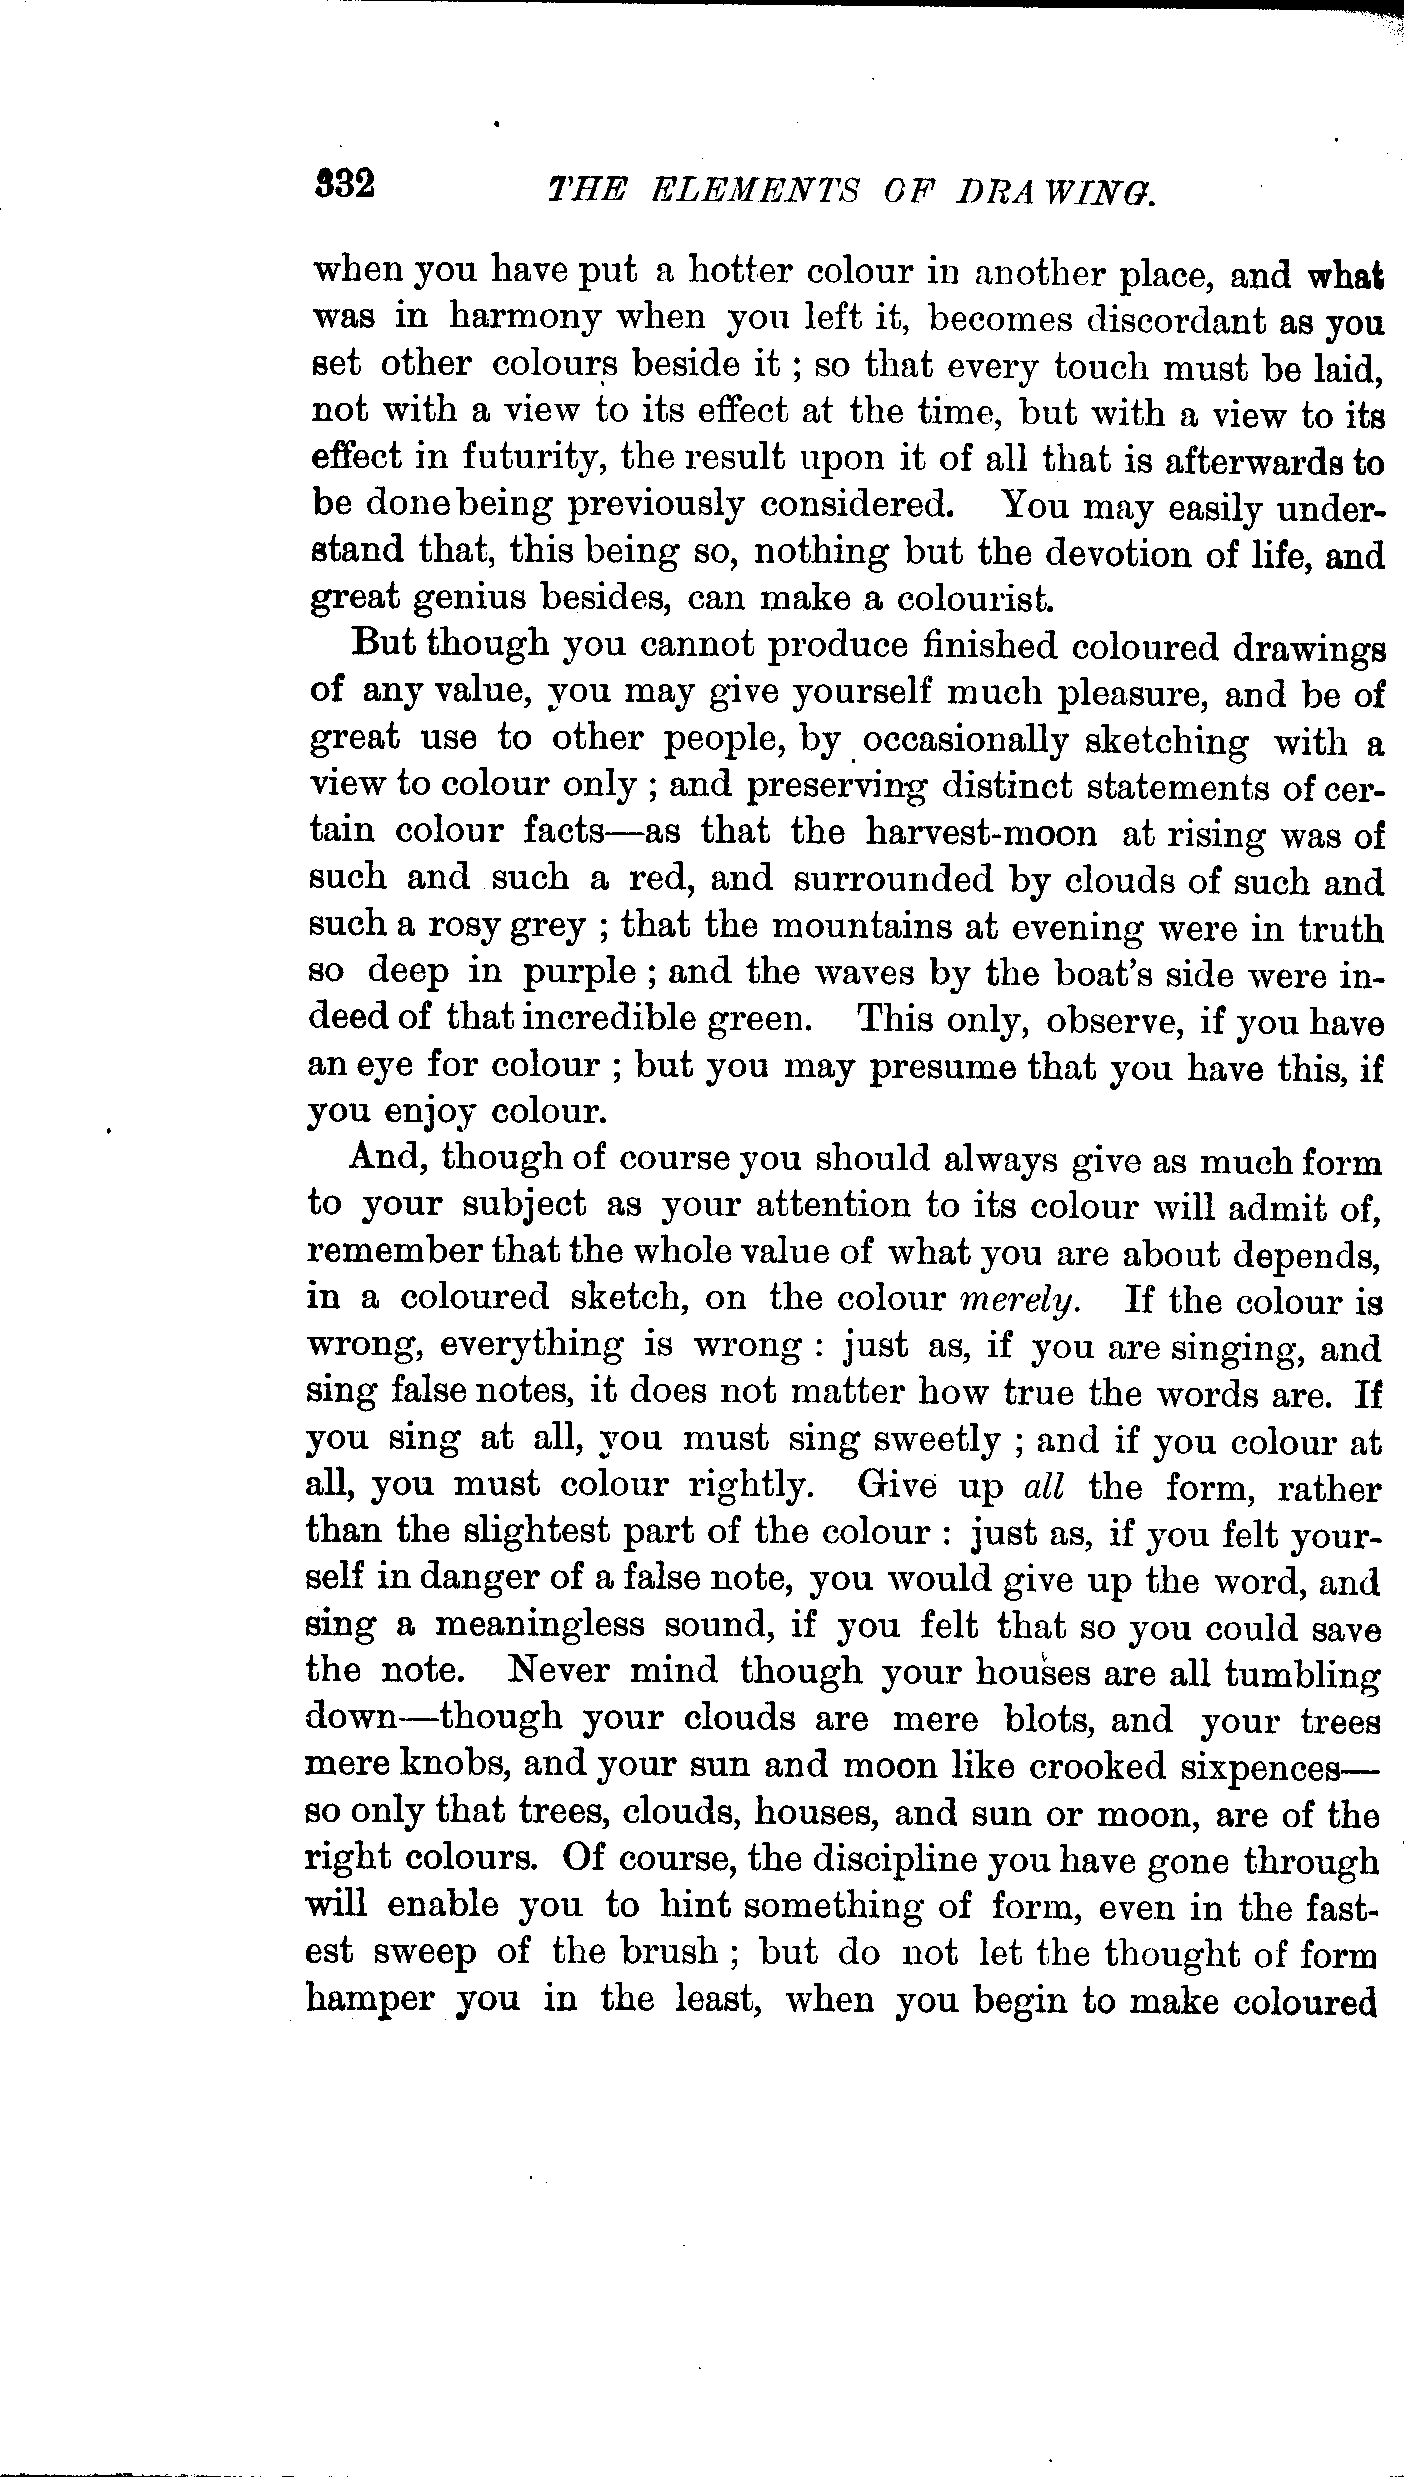 332 THE ELEMENTS OF DRAWING.
when you have put a hotter colour in another place, and what
was in harmony when you left it, becomes discordant as you
set other colours beside it ; so that every touch must be laid,
not with a view to its effect at the time, but with a view to its
effect in futurity, the result upon it of all that is afterwards to
be done being previously considered. You may easily under-
stand that, this being so, nothing but the devotion of life, and
great genius besides, can make a colourist.
But though you cannot produce finished coloured drawings
of any value, you may give yourself much pleasure, and be of
great use to other people, by occasionally sketching with a
view to colour only ; and preserving distinct statements of cer-
tain colour facts—as that the harvest-moon at rising was of
such and such a red, and surrounded by clouds of such and
such a rosy grey ; that the mountains at evening were in truth
so deep in purple ; and the waves by the boat's side were in-
deed of that incredible green. This only, observe, if you have
an eye for colour ; but you may presume that you have this, if
you enjoy colour.
And, though of course you should always give as much form
to your subject as your attention to its colour will admit of,
remember that the whole value of what you are about depends,
in a coloured sketch, on the colour merely. If the colour is
wrong, everything is wrong : just as, if you are singing, and
sing false notes, it does not matter how true the words are. If
you sing at all, you must sing sweetly ; and if you colour at
all, you must colour rightly. Give up all the form, rather
than the slightest part of the colour : just as, if you felt your-
self in danger of a false note, you would give up the word, and
sing a meaningless sound, if you felt that so you could save
the note. Never mind though your houses are all tumbling
down—though your clouds are mere blots, and your trees
mere knobs, and your sun and moon like crooked sixpences—
so only that trees, clouds, houses, and sun or moon, are of the
right colours. Of course, the discipline you have gone through
will enable you to hint something of form, even in the fast-
est sweep of the brush ; but do not let the thought of form
hamper you in the least, when you begin to make coloured